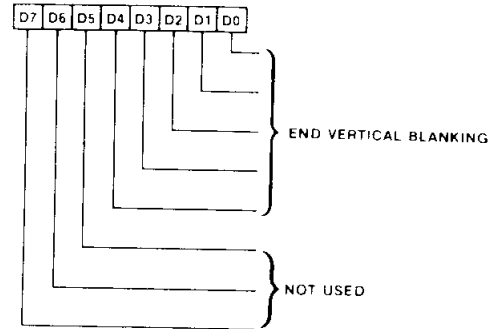 D7 D6 D5 D4 D3 D2 D1 D0
END VERTICAL BLANKING
NOT USED